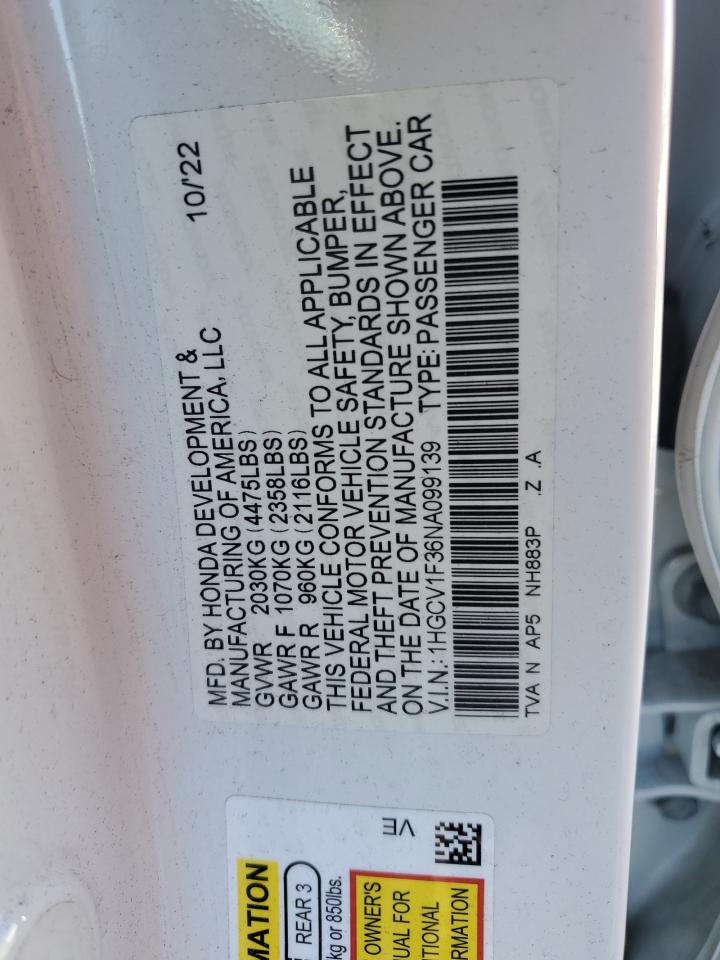 MFD. BY HONDA DEVELOPMENT & 10/'22
MANUFACTURING OF AMERICA, LLC
GVWR 2030KG (4475LBS)
GAWR F 1070KG (2358LBS)
GAWR R 960KG (2116LBS)
THIS VEHICLE CONFORMS TO ALL APPLICABLE
FEDERAL MOTOR VEHICLE SAFETY, BUMPER,
AND THEFT PREVENTION STANDARDS IN EFFECT
ON THE DATE OF MANUFACTURE SHOWN ABOVE.
V.I.N.: 1HGCV1F36NA099139 TYPE: PASSENGER CAR
TVA N AP5 NH883P .Z .A
MATION
REAR 3
kg or 850lbs.
VE
OWNER'S
UAL FOR
TIONAL
RMATION